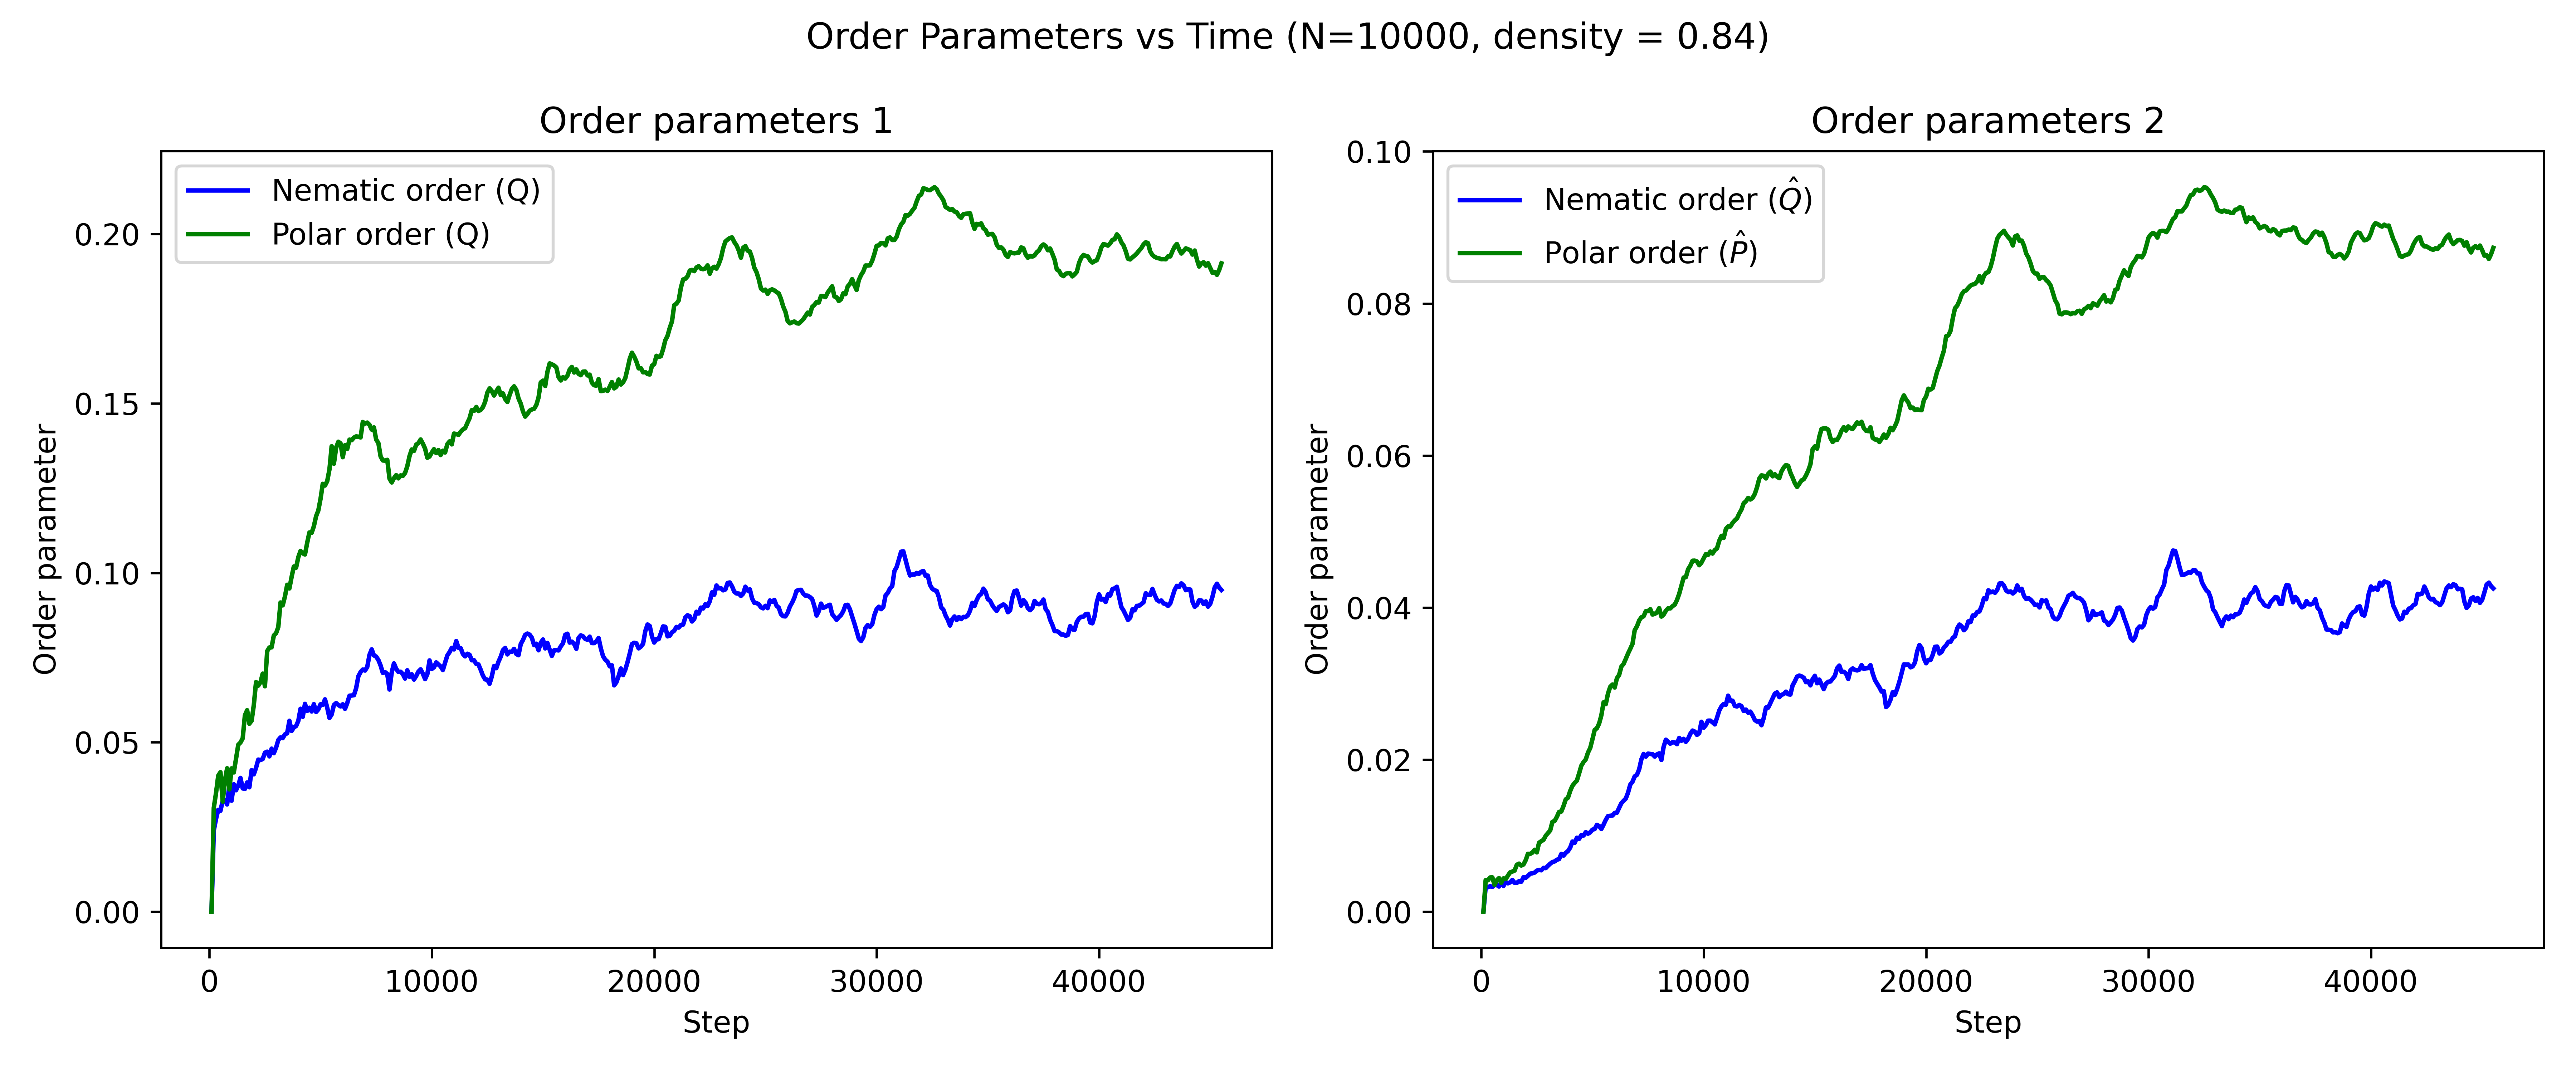 Order Parameters vs Time (N=10000, density = 0.84)
Order parameters 1
Nematic order (Q)
Polar order (Q)
0.20
0.15
0.10
0.05
0.00
Order parameter
0
10000
20000
30000
40000
Step
Order parameters 2
Nematic order (Q̂)
Polar order (P̂)
0.10
0.08
0.06
0.04
0.02
0.00
Order parameter
0
10000
20000
30000
40000
Step